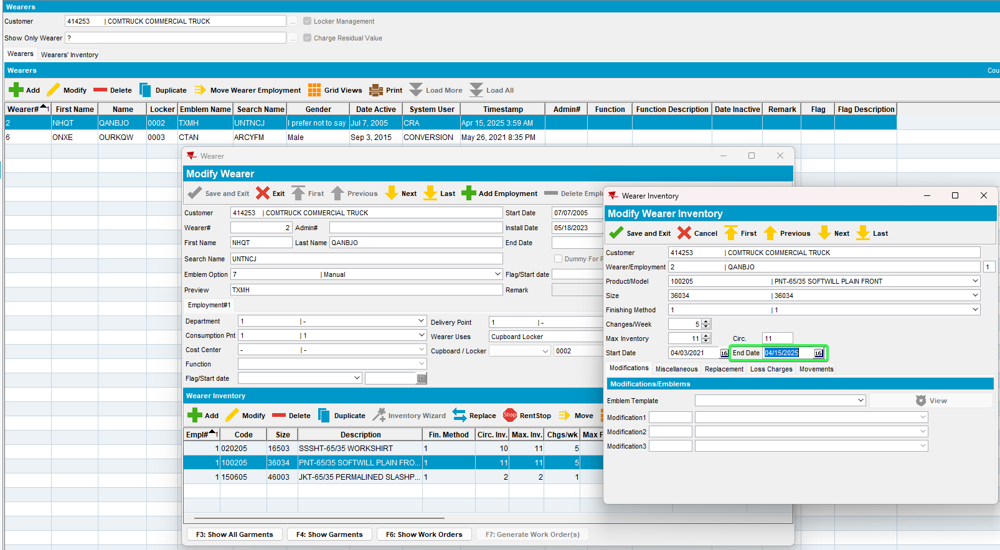 Wearers
Customer 414253 | COMTRUCK COMMERCIAL TRUCK ... Locker Management
Show Only Wearer ? ... Charge Residual Value
Wearers Wearers' Inventory
Wearers Cou
Add Modify Delete Duplicate Move Wearer Employment Grid Views Print Load More Load All
Wearer# 1 First Name Name Locker Emblem Name Search Name Gender Date Active System User Timestamp Admin# Function Function Description Date Inactive Remark Flag Flag Description
2 NHQT QANBJO 0002 TXMH UNTNCJ I prefer not to say Jul 7, 2005 CRA Apr 15, 2025 3:59 AM
6 ONXE OURKQW 0003 CTAN ARCYFM Male Sep 3, 2015 CONVERSION May 26, 2021 8:35 PM
Wearer
Modify Wearer
Save and Exit Exit First Previous Next Last Add Employment Delete Empl
Customer 414253 | COMTRUCK COMMERCIAL TRUCK Start Date 07/07/2005
Wearer# 2 Admin# Install Date 05/18/2023
First Name NHQT Last Name QANBJO End Date
Search Name UNTNCJ Dummy For P
Emblem Option 7 | Manual Flag/Start date
Preview TXMH Remark
Employment#1
Department 1 | - Delivery Point 1 | -
Consumption Pnt 1 | 1 Wearer Uses Cupboard Locker
Cost Center - | - Cupboard / Locker 0002
Function
Flag/Start date 16
Wearer Inventory
Add Modify Delete Duplicate Inventory Wizard Replace Stop RentStop Move
Empl# 1 Code Size Description Fin. Method Circ. Inv. Max. Inv. Chgs/wk Max F
1 020205 16503 SSSHT-65/35 WORKSHIRT 1 10 11 5
1 100205 36034 PNT-65/35 SOFTWILL PLAIN FRO... 1 11 11 5
1 150605 46003 JKT-65/35 PERMALINED SLASHP... 1 2 2 1
F3: Show All Garments F4: Show Garments F6: Show Work Orders F7: Generate Work Order(s)
Wearer Inventory
Modify Wearer Inventory
Save and Exit Cancel First Previous Next Last
Customer 414253 | COMTRUCK COMMERCIAL TRUCK
Wearer/Employment 2 | QANBJO 1
Product/Model 100205 | PNT-65/35 SOFTWILL PLAIN FRONT
Size 36034 | 36034
Finishing Method 1 | 1
Changes/Week 5
Max Inventory 11 Circ. 11
Start Date 04/03/2021 16 End Date 04/15/2025 16
Modifications Miscellaneous Replacement Loss Charges Movements
Modifications/Emblems
Emblem Template View
Modification1
Modification2
Modification3